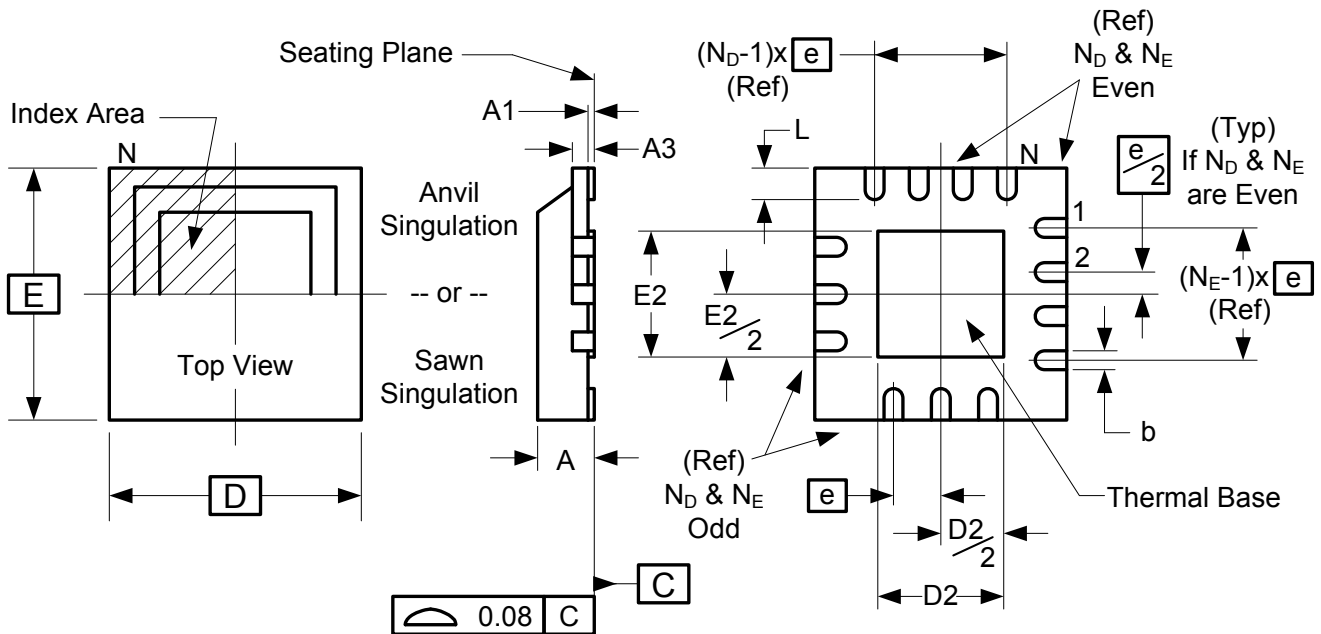 Seating Plane
Index Area
N
E
Top View
D
A1
A3
Anvil
Singulation
-- or --
Sawn
Singulation
A
C
0.08 C
(N_D-1)x e
(Ref)
L
(Ref)
N_D & N_E
Even
N
e/2
(Typ)
If N_D & N_E
are Even
1
2
(N_E-1)x e
(Ref)
E2
E2/2
b
(Ref)
N_D & N_E
Odd
e
Thermal Base
D2/2
D2